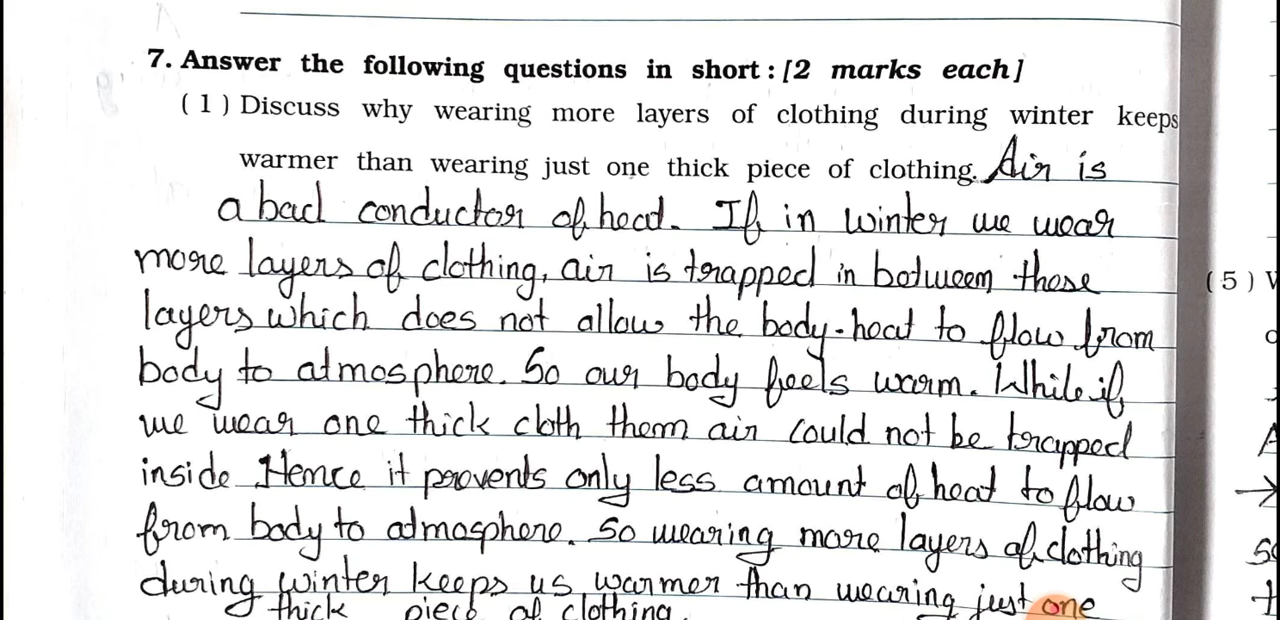 7. Answer the following questions in short : [2 marks each]
( 1 ) Discuss why wearing more layers of clothing during winter keeps
warmer than wearing just one thick piece of clothing. Air is
a bad conductor of heat. If in winter we wear
more layers of clothing, air is trapped in between these
( 5 )
layers which does not allow the body-heat to flow from
body to atmosphere. So our body feels warm. While if
we wear one thick cloth them air could not be trapped
inside Hence it prevents only less amount of heat to flow
from body to atmosphere. So wearing more layers of clothing
during winter keeps us warmer than wearing just one
thick piece of clothing.